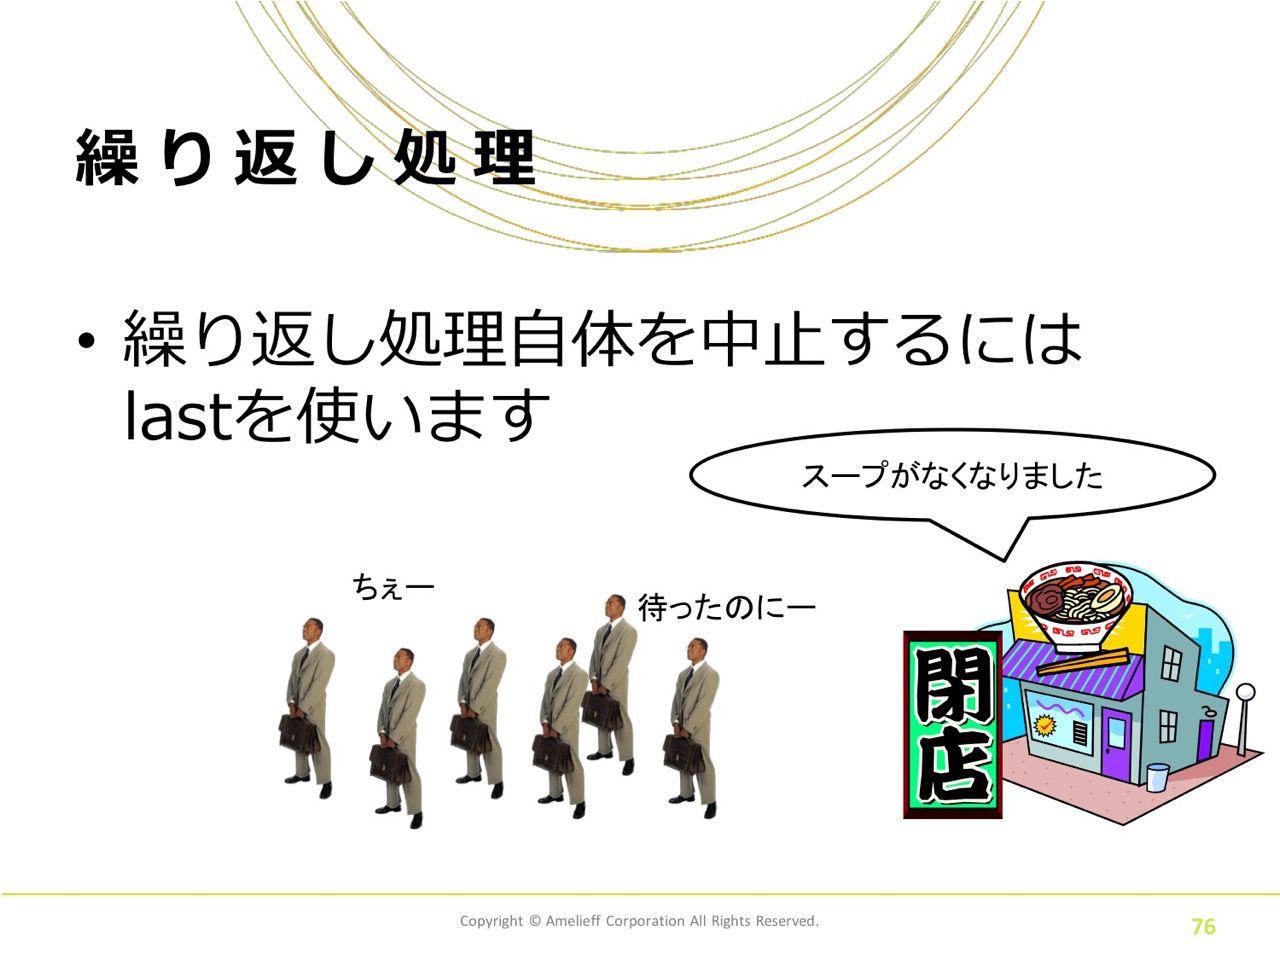 繰り返し処理
• 繰り返し処理自体を中止するには
lastを使います
スープがなくなりました
ちぇー
待ったのにー
閉店
Copyright © Amelieff Corporation All Rights Reserved.
76